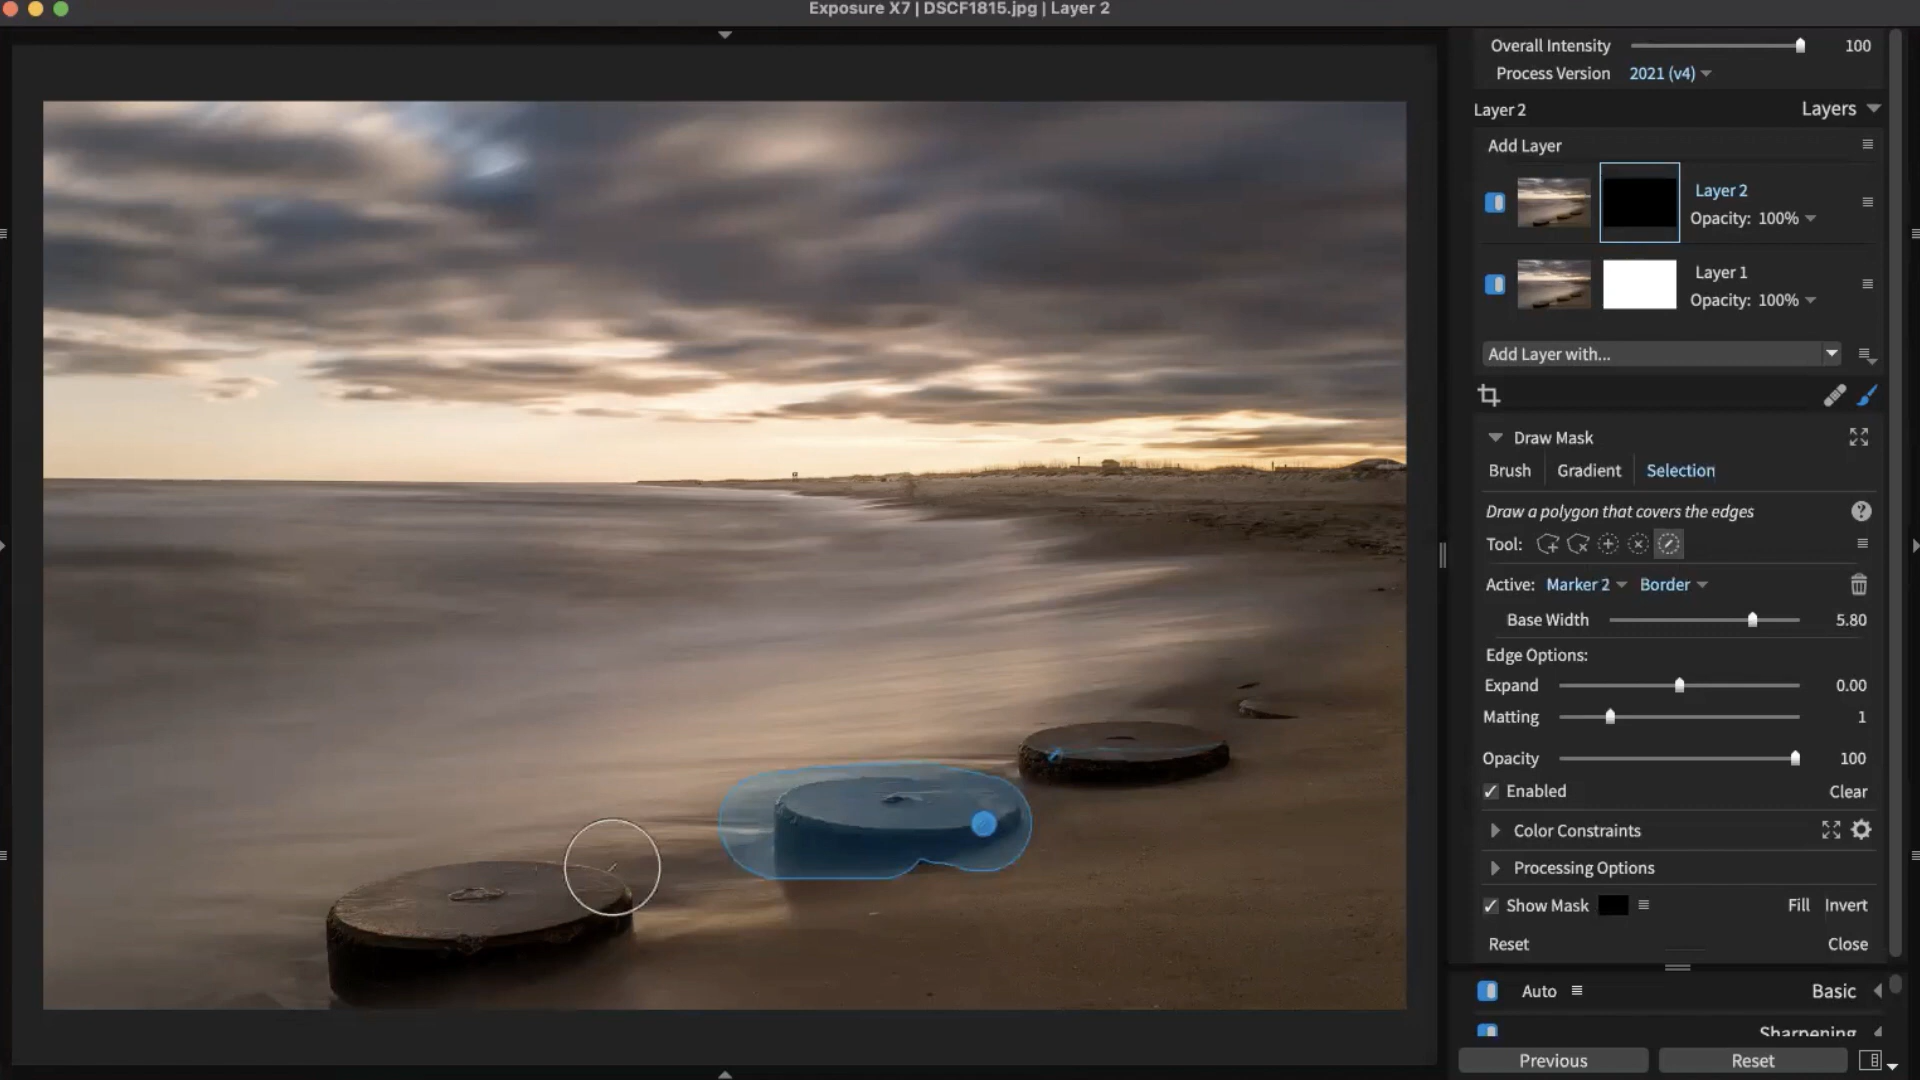 Exposure X7 | DSCF1815.jpg | Layer 2
Overall Intensity 100
Process Version 2021 (v4)
Layer 2 Layers
Add Layer
Layer 2
Opacity: 100%
Layer 1
Opacity: 100%
Add Layer with...
Draw Mask
Brush Gradient Selection
Draw a polygon that covers the edges ?
Tool:
Active: Marker 2 Border
Base Width 5.80
Edge Options:
Expand 0.00
Matting 1
Opacity 100
Enabled Clear
Color Constraints
Processing Options
Show Mask Fill Invert
Reset Close
Auto Basic
Sharpening
Previous Reset